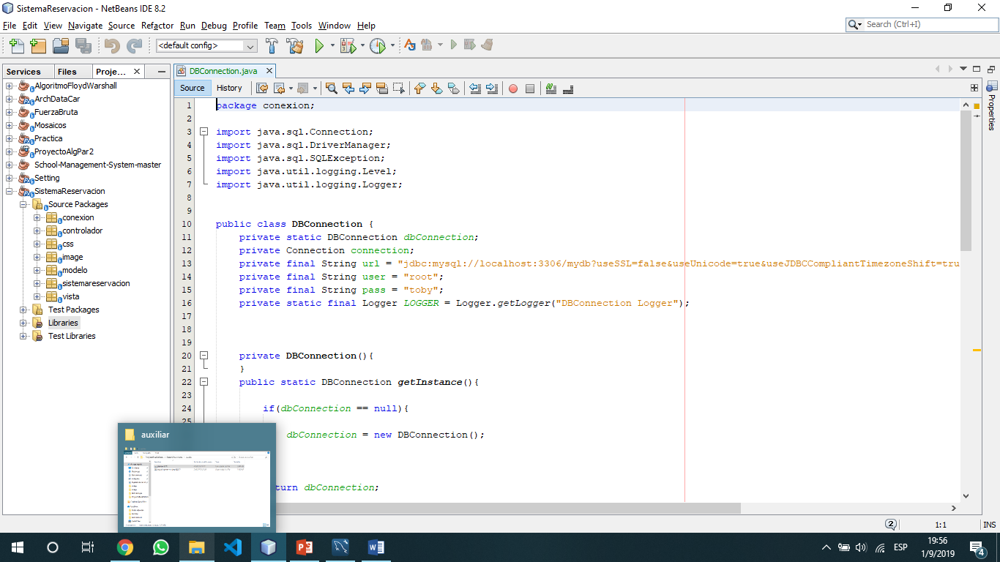 SistemaReservacion - NetBeans IDE 8.2
File Edit View Navigate Source Refactor Run Debug Profile Team Tools Window Help
Search (Ctrl+I)
<default config>
Services Files Proje...
DBConnection.java
AlgoritmoFloydWarshall
ArchDataCar
FuerzaBruta
Mosaicos
Practica
ProyectoAlgPar2
School-Management-System-master
Setting
SistemaReservacion
Source Packages
conexion
controlador
css
image
modelo
sistemareservacion
vista
Test Packages
Libraries
Test Libraries
Source History
1 package conexion;
2
3 import java.sql.Connection;
4 import java.sql.DriverManager;
5 import java.sql.SQLException;
6 import java.util.logging.Level;
7 import java.util.logging.Logger;
8
9
10 public class DBConnection {
11 private static DBConnection dbConnection;
12 private Connection connection;
13 private final String url = "jdbc:mysql://localhost:3306/mydb?useSSL=false&useUnicode=true&useJDBCCompliantTimezoneShift=tru
14 private final String user = "root";
15 private final String pass = "toby";
16 private static final Logger LOGGER = Logger.getLogger("DBConnection Logger");
17
18
19
20 private DBConnection(){
21 }
22 public static DBConnection getInstance(){
23
24 if(dbConnection == null){
25
dbConnection = new DBConnection();
turn dbConnection;
Properties
auxiliar
2
1:1
INS
ESP
19:56
1/9/2019
4